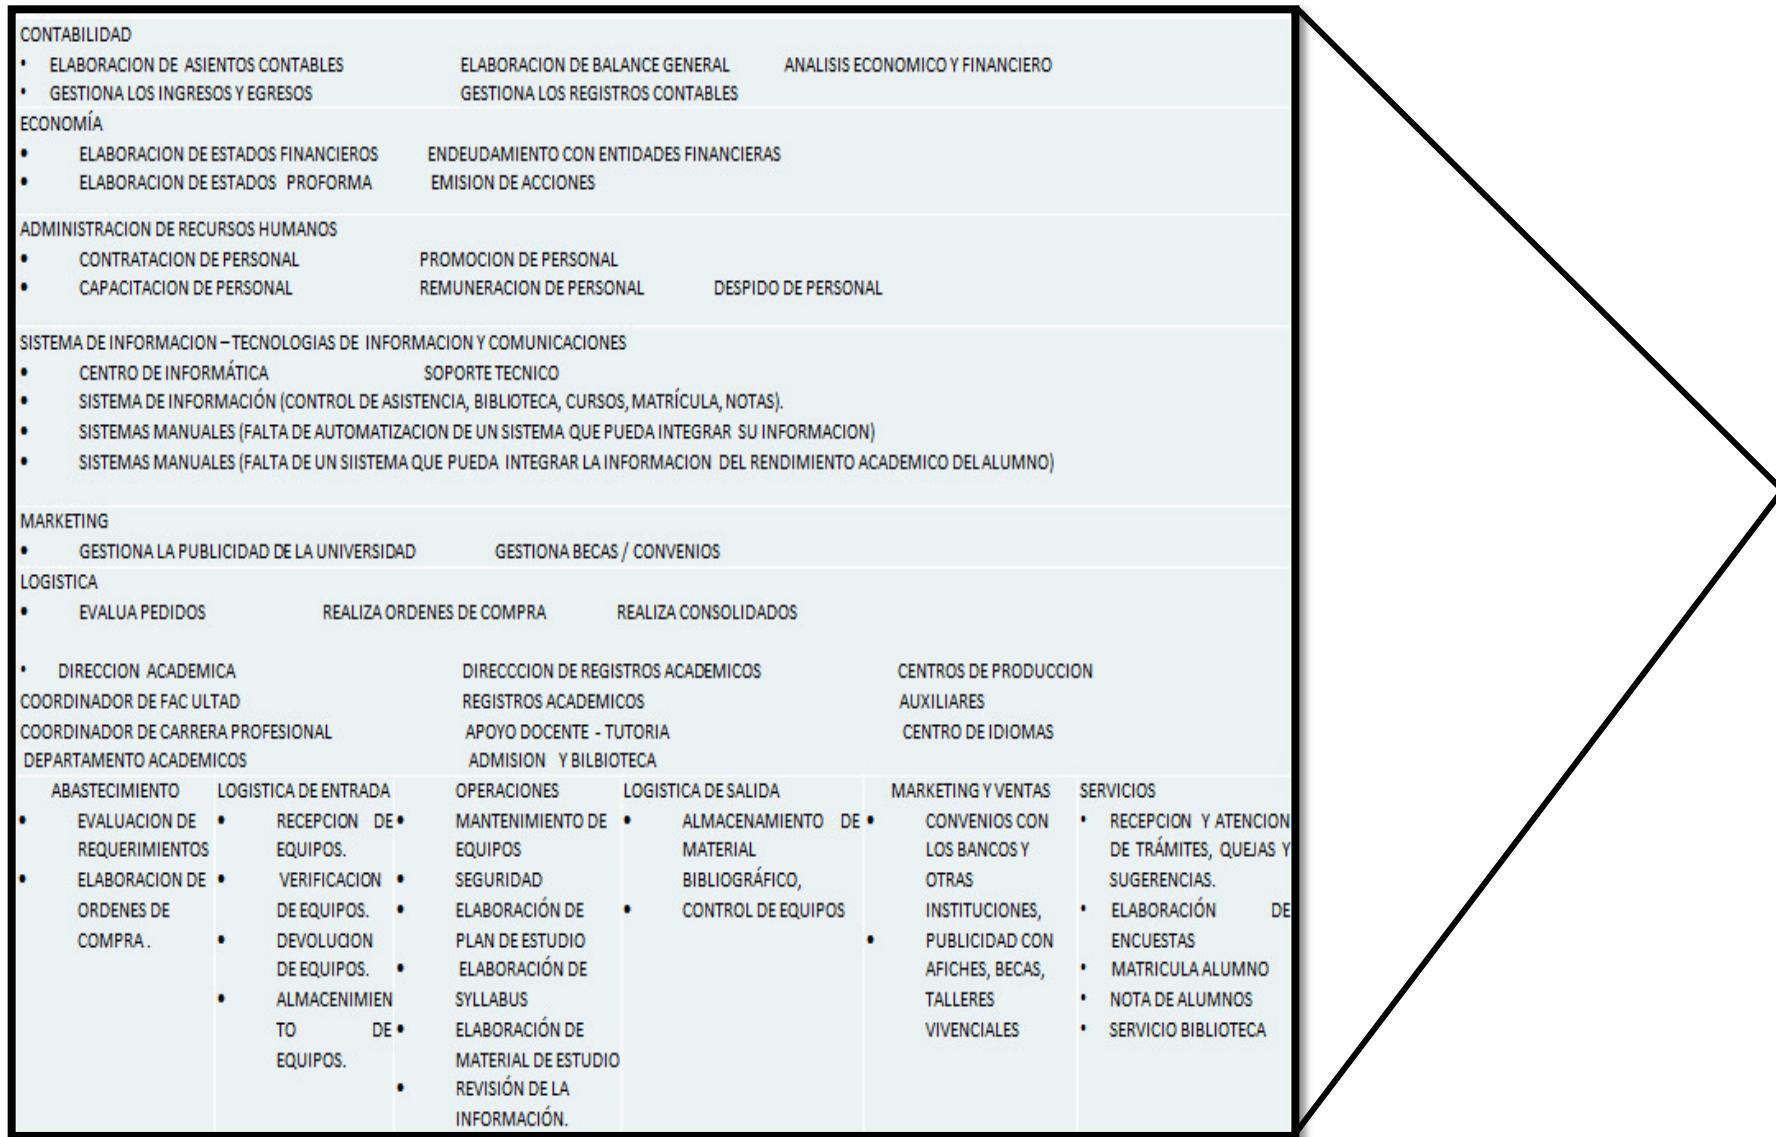 CONTABILIDAD
• ELABORACION DE ASIENTOS CONTABLES ELABORACION DE BALANCE GENERAL ANALISIS ECONOMICO Y FINANCIERO
• GESTIONA LOS INGRESOS Y EGRESOS GESTIONA LOS REGISTROS CONTABLES
ECONOMÍA
• ELABORACION DE ESTADOS FINANCIEROS ENDEUDAMIENTO CON ENTIDADES FINANCIERAS
• ELABORACION DE ESTADOS PROFORMA EMISION DE ACCIONES
ADMINISTRACION DE RECURSOS HUMANOS
• CONTRATACION DE PERSONAL PROMOCION DE PERSONAL
• CAPACITACION DE PERSONAL REMUNERACION DE PERSONAL DESPIDO DE PERSONAL
SISTEMA DE INFORMACION – TECNOLOGIAS DE INFORMACION Y COMUNICACIONES
• CENTRO DE INFORMÁTICA SOPORTE TECNICO
• SISTEMA DE INFORMACIÓN (CONTROL DE ASISTENCIA, BIBLIOTECA, CURSOS, MATRÍCULA, NOTAS).
• SISTEMAS MANUALES (FALTA DE AUTOMATIZACION DE UN SISTEMA QUE PUEDA INTEGRAR SU INFORMACION)
• SISTEMAS MANUALES (FALTA DE UN SIISTEMA QUE PUEDA INTEGRAR LA INFORMACION DEL RENDIMIENTO ACADEMICO DEL ALUMNO)
MARKETING
• GESTIONA LA PUBLICIDAD DE LA UNIVERSIDAD GESTIONA BECAS / CONVENIOS
LOGISTICA
• EVALUA PEDIDOS REALIZA ORDENES DE COMPRA REALIZA CONSOLIDADOS
• DIRECCION ACADEMICA DIRECCCION DE REGISTROS ACADEMICOS CENTROS DE PRODUCCION
COORDINADOR DE FAC ULTAD REGISTROS ACADEMICOS AUXILIARES
COORDINADOR DE CARRERA PROFESIONAL APOYO DOCENTE - TUTORIA CENTRO DE IDIOMAS
DEPARTAMENTO ACADEMICOS ADMISION Y BILBIOTECA
ABASTECIMIENTO
• EVALUACION DE
REQUERIMIENTOS
• ELABORACION DE
ORDENES DE
COMPRA .
LOGISTICA DE ENTRADA
• RECEPCION DE
EQUIPOS.
• VERIFICACION
DE EQUIPOS.
• DEVOLUCION
DE EQUIPOS.
• ALMACENIMIEN
TO DE
EQUIPOS.
OPERACIONES
• MANTENIMIENTO DE
EQUIPOS
• SEGURIDAD
• ELABORACIÓN DE
PLAN DE ESTUDIO
• ELABORACIÓN DE
SYLLABUS
• ELABORACIÓN DE
MATERIAL DE ESTUDIO
• REVISIÓN DE LA
INFORMACIÓN.
LOGISTICA DE SALIDA
• ALMACENAMIENTO DE
MATERIAL
BIBLIOGRÁFICO,
• CONTROL DE EQUIPOS
MARKETING Y VENTAS
• CONVENIOS CON
LOS BANCOS Y
OTRAS
INSTITUCIONES,
• PUBLICIDAD CON
AFICHES, BECAS,
TALLERES
VIVENCIALES
SERVICIOS
• RECEPCION Y ATENCION
DE TRÁMITES, QUEJAS Y
SUGERENCIAS.
• ELABORACIÓN DE
ENCUESTAS
• MATRICULA ALUMNO
• NOTA DE ALUMNOS
• SERVICIO BIBLIOTECA